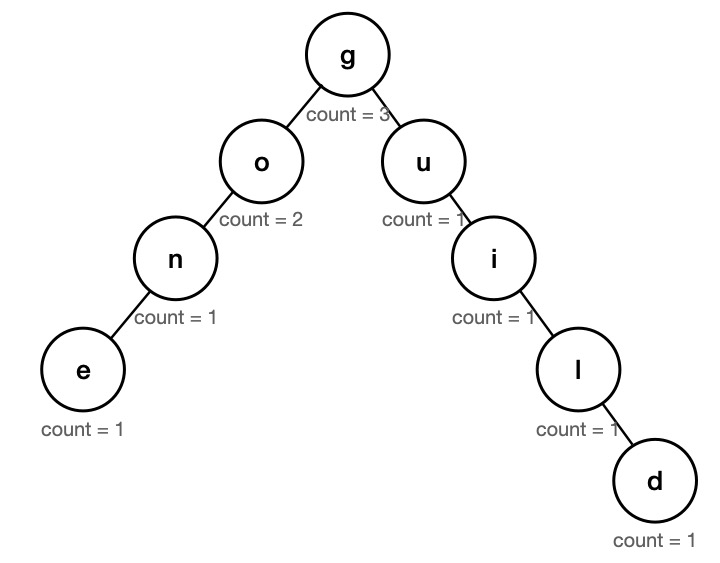 g
count = 3
o
u
count = 2
count = 1
n
i
count = 1
count = 1
e
l
count = 1
count = 1
d
count = 1